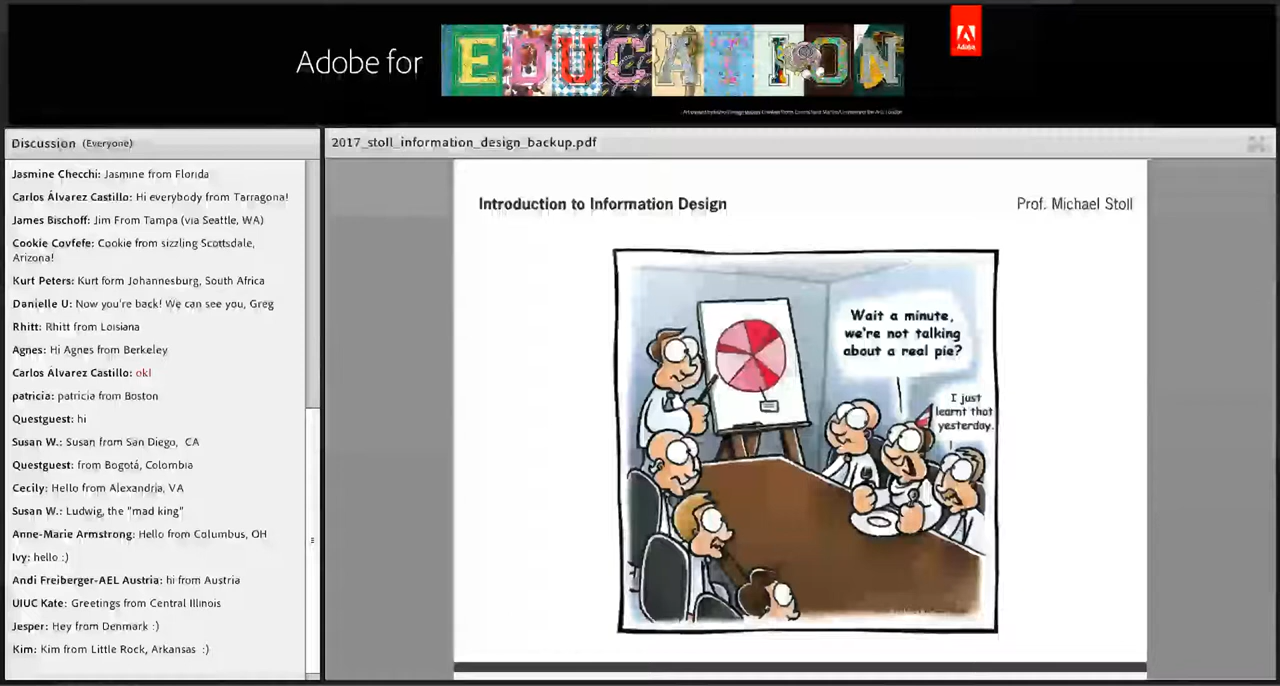 Adobe for EDUCATION
Adobe
Discussion (Everyone)
Jasmine Checchi: Jasmine from Florida
Carlos Álvarez Castillo: Hi everybody from Tarragona!
James Bischoff: Jim From Tampa (via Seattle, WA)
Cookie Covfefe: Cookie from sizzling Scottsdale,
Arizona!
Kurt Peters: Kurt form Johannesburg, South Africa
Danielle U: Now you're back! We can see you, Greg
Rhitt: Rhitt from Loisiana
Agnes: Hi Agnes from Berkeley
Carlos Álvarez Castillo: ok!
patricia: patricia from Boston
Questguest: hi
Susan W.: Susan from San Diego, CA
Questguest: from Bogotá, Colombia
Cecily: Hello from Alexandria, VA
Susan W.: Ludwig, the "mad king"
Anne-Marie Armstrong: Hello from Columbus, OH
Ivy: hello :)
Andi Freiberger-AEL Austria: hi from Austria
UIUC Kate: Greetings from Central Illinois
Jesper: Hey from Denmark :)
Kim: Kim from Little Rock, Arkansas :)
2017_stoll_information_design_backup.pdf
Introduction to Information Design
Prof. Michael Stoll
Wait a minute,
we're not talking
about a real pie?
I just
learnt that
yesterday.